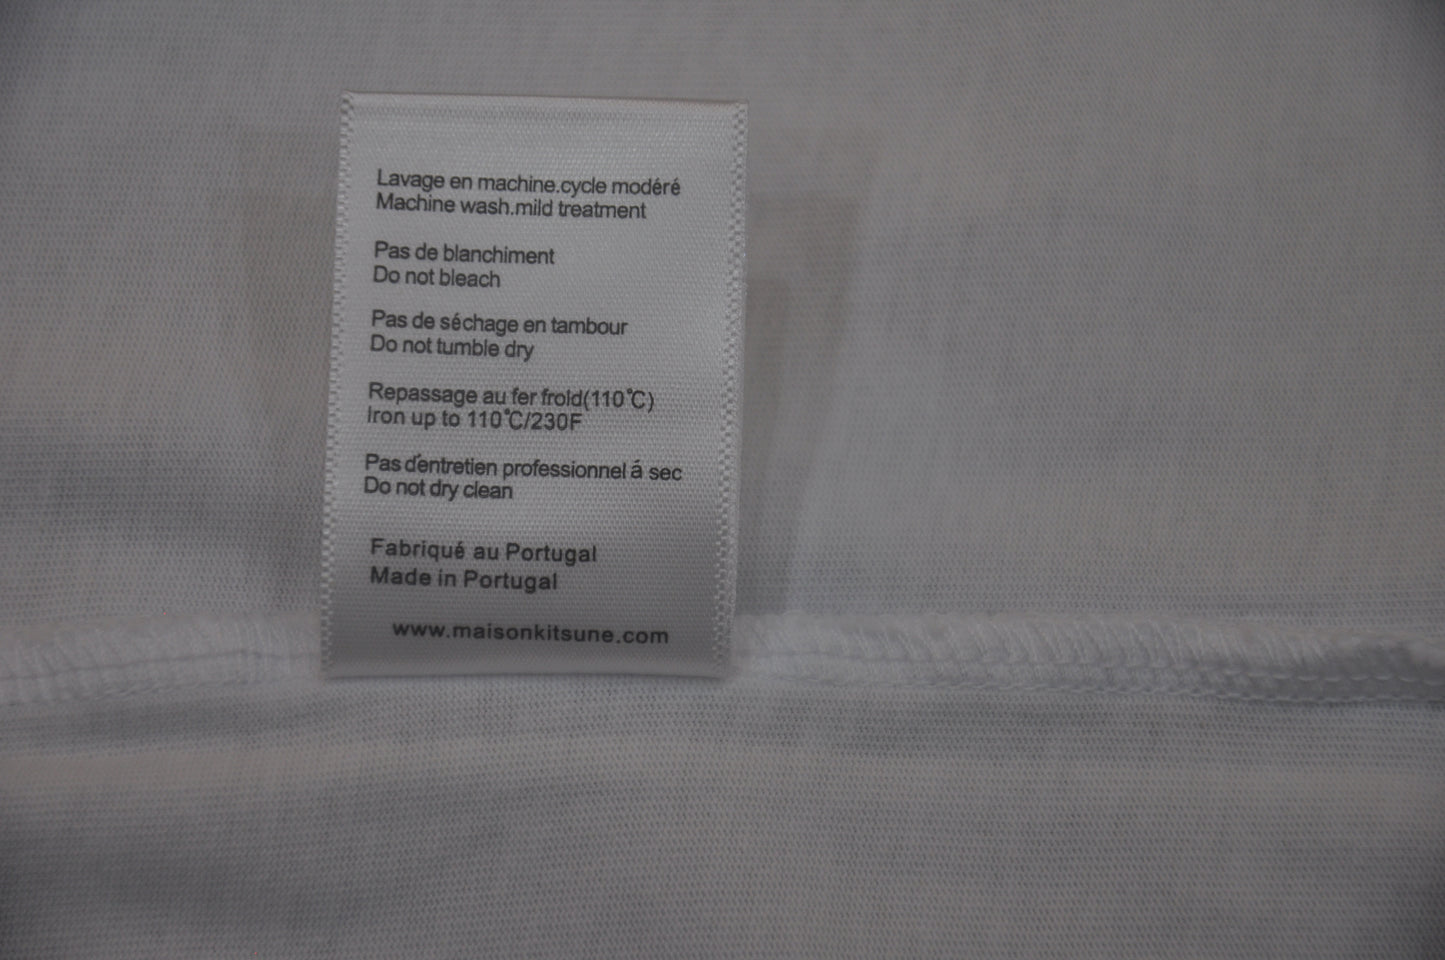 Lavage en machine.cycle modéré
Machine wash.mild treatment
Pas de blanchiment
Do not bleach
Pas de séchage en tambour
Do not tumble dry
Repassage au fer froid(110℃)
Iron up to 110℃/230F
Pas d'entretien professionnel á sec
Do not dry clean
Fabriqué au Portugal
Made in Portugal
www.maisonkitsune.com